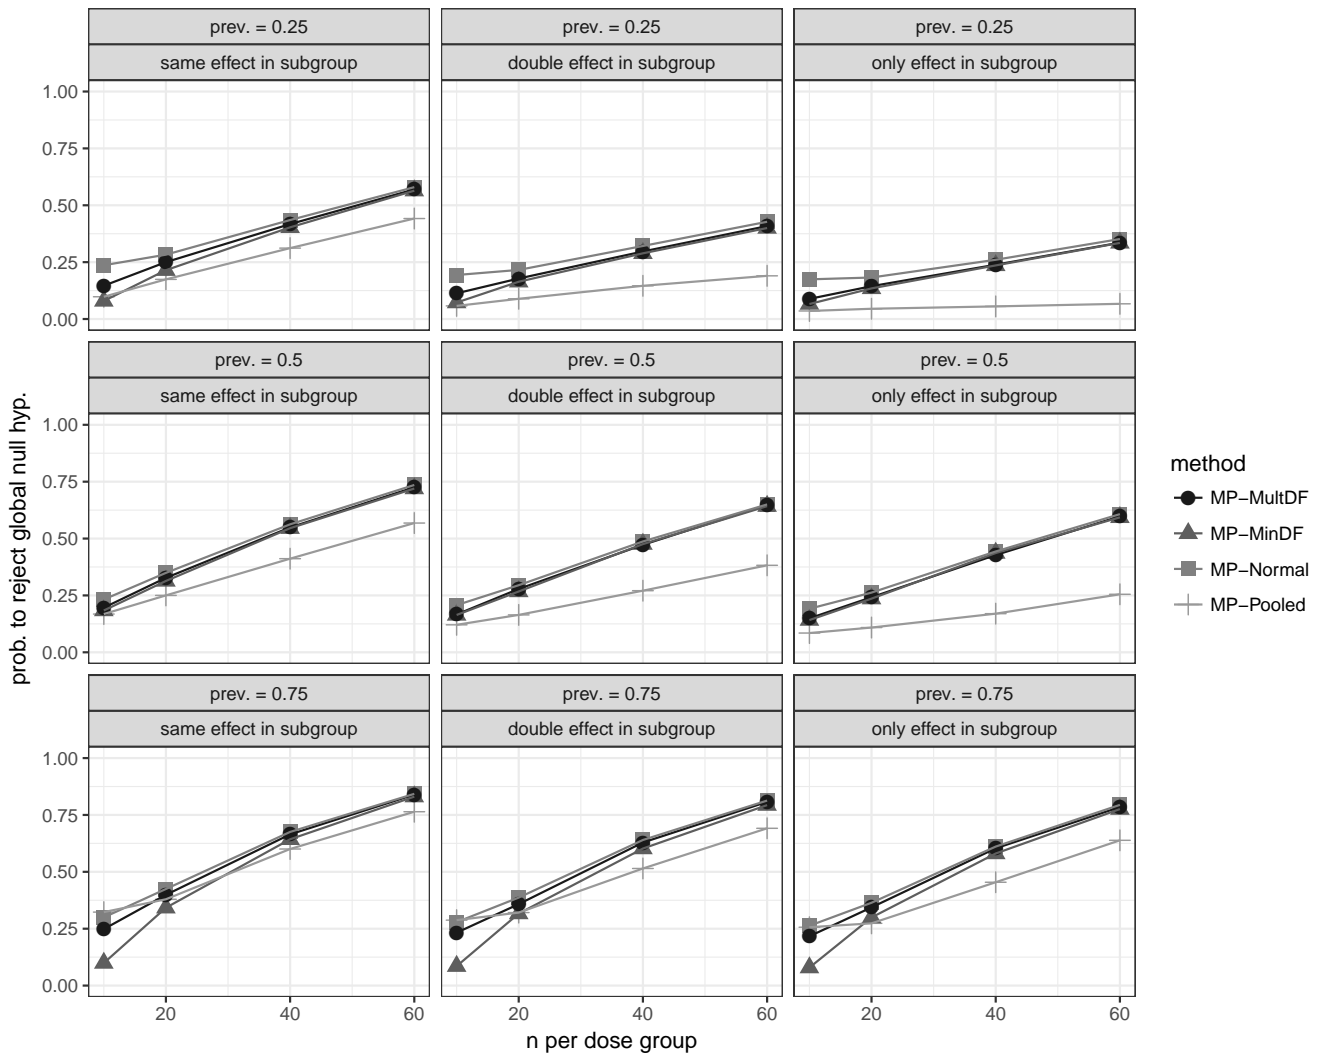 prev. = 0.25
prev. = 0.25
prev. = 0.25
same effect in subgroup
double effect in subgroup
only effect in subgroup
1.00
0.75
0.50
0.25
0.00
prev. = 0.5
prev. = 0.5
prev. = 0.5
same effect in subgroup
double effect in subgroup
only effect in subgroup
1.00
0.75
0.50
0.25
0.00
prev. = 0.75
prev. = 0.75
prev. = 0.75
same effect in subgroup
double effect in subgroup
only effect in subgroup
1.00
0.75
0.50
0.25
0.00
20 40 60
20 40 60
20 40 60
n per dose group
prob. to reject global null hyp.
method
MP−MultDF
MP−MinDF
MP−Normal
MP−Pooled